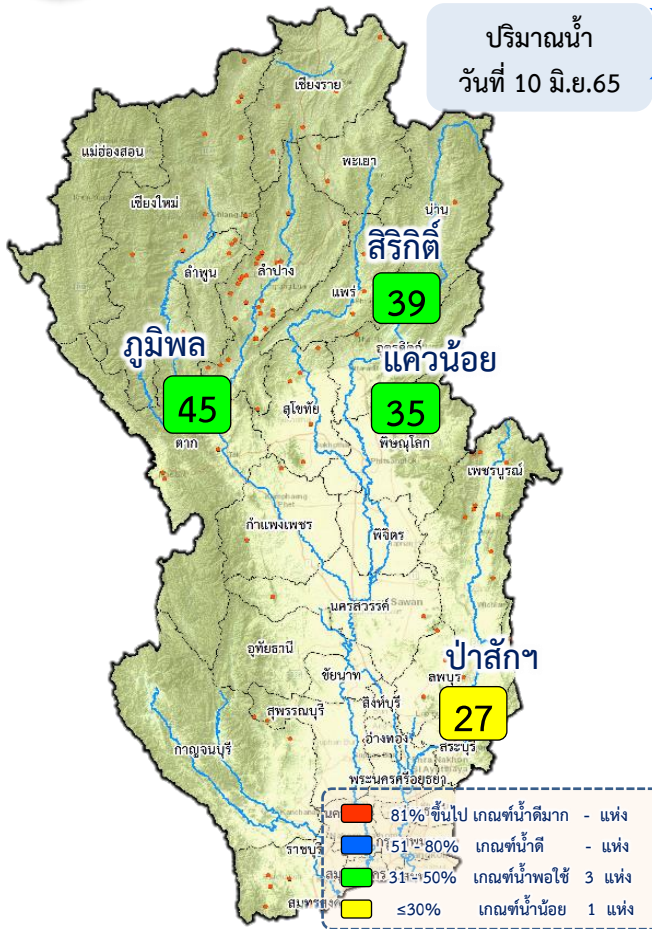 ปริมาณน้ำ
วันที่ 10 มิ.ย.65
เชียงราย
แม่ฮ่องสอน
พะเยา
เชียงใหม่
น่าน
สิริกิติ์
ลำพูน
ลำปาง
แพร่
39
ภูมิพล
แควน้อย
45
สุโขทัย
35
ตาก
พิษณุโลก
เพชรบูรณ์
กำแพงเพชร
พิจิตร
นครสวรรค์
Sawan
อุทัยธานี
ป่าสักฯ
ชัยนาท
ลพบุรี
สิงห์บุรี
27
สุพรรณบุรี
อ่างทอง
สระบุรี
กาญจนบุรี
พระนครศรีอยุธยา
81% ขึ้นไป เกณฑ์น้ำดีมาก - แห่ง
51 - 80% เกณฑ์น้ำดี - แห่ง
ราชบุรี
31 - 50% เกณฑ์น้ำพอใช้ 3 แห่ง
≤30% เกณฑ์น้ำน้อย 1 แห่ง